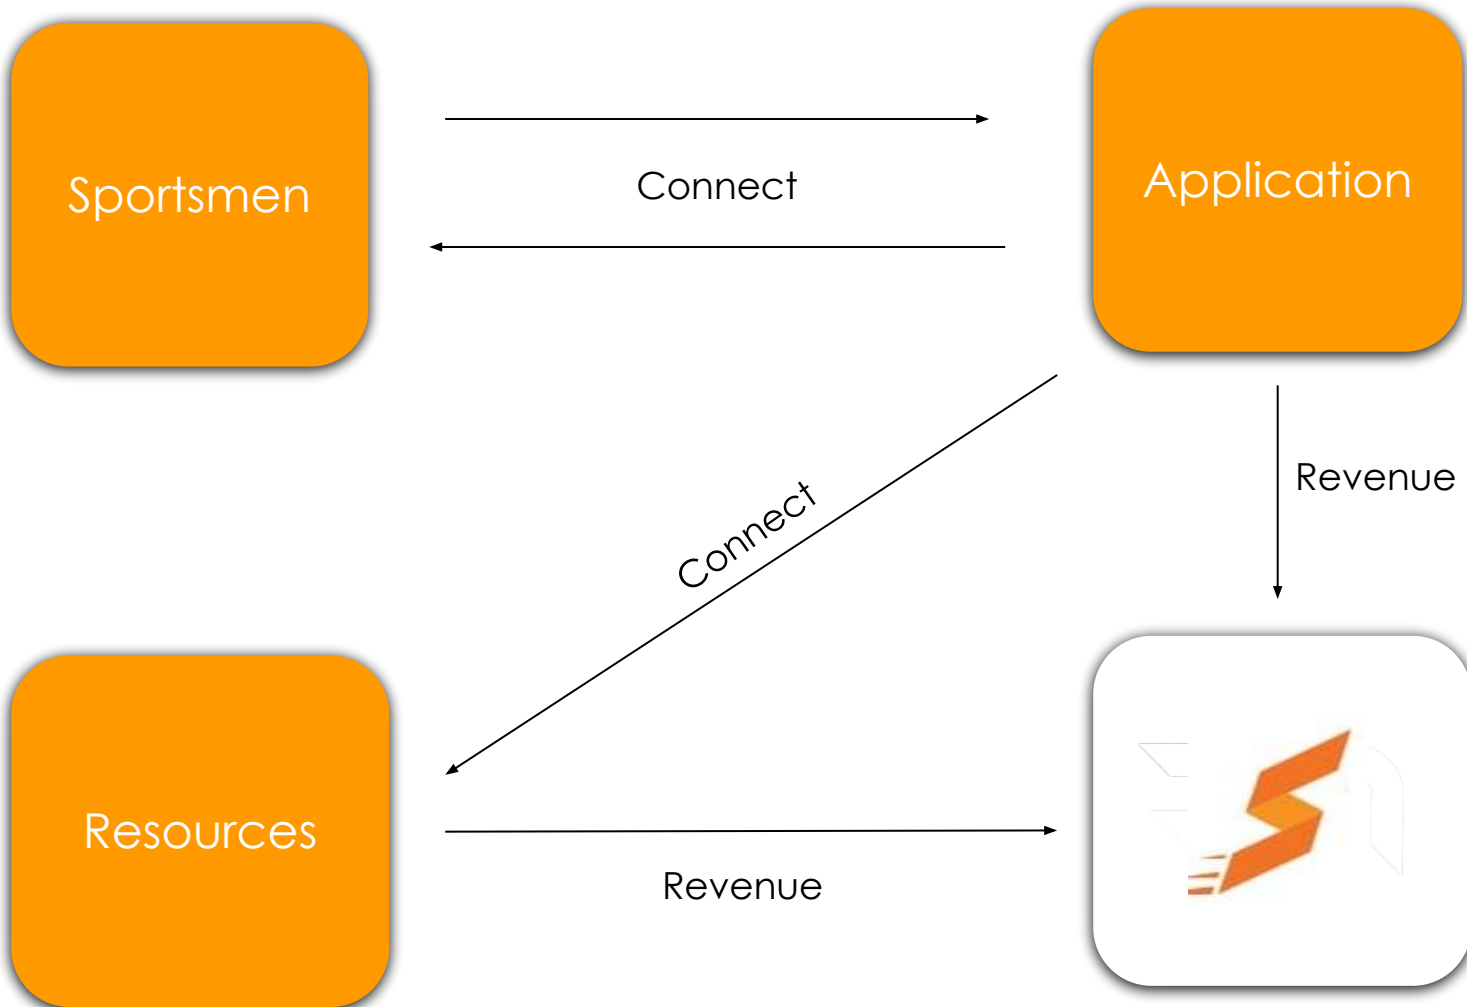 Sportsmen
Connect
Application
Connect
Revenue
Resources
Revenue